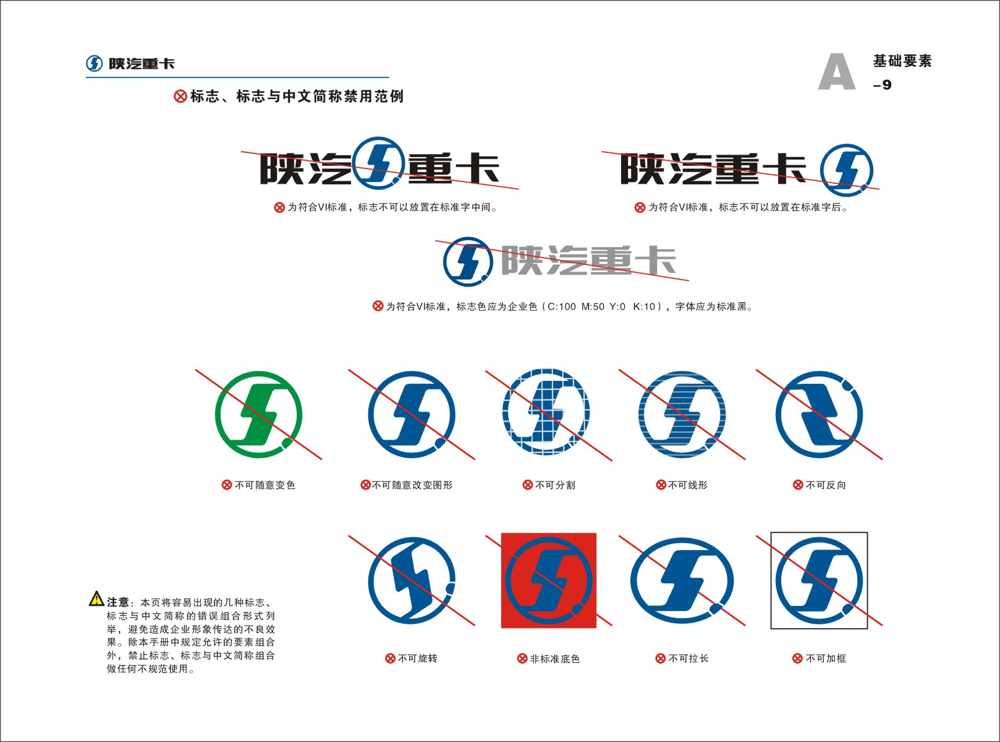 陕汽重卡
A 基础要素
-9
标志、标志与中文简称禁用范例
陕汽重卡
陕汽重卡
为符合VI标准，标志不可以放置在标准字中间。
为符合VI标准，标志不可以放置在标准字后。
陕汽重卡
为符合VI标准，标志色应为企业色（C:100 M:50 Y:0 K:10），字体应为标准黑。
不可随意变色
不可随意改变图形
不可分割
不可线形
不可反向
不可旋转
非标准底色
不可拉长
不可加框
注意：本页将容易出现的几种标志、
标志与中文简称的错误组合形式列
举，避免造成企业形象传达的不良效
果。除本手册中规定允许的要素组合
外，禁止标志、标志与中文简称组合
做任何不规范使用。